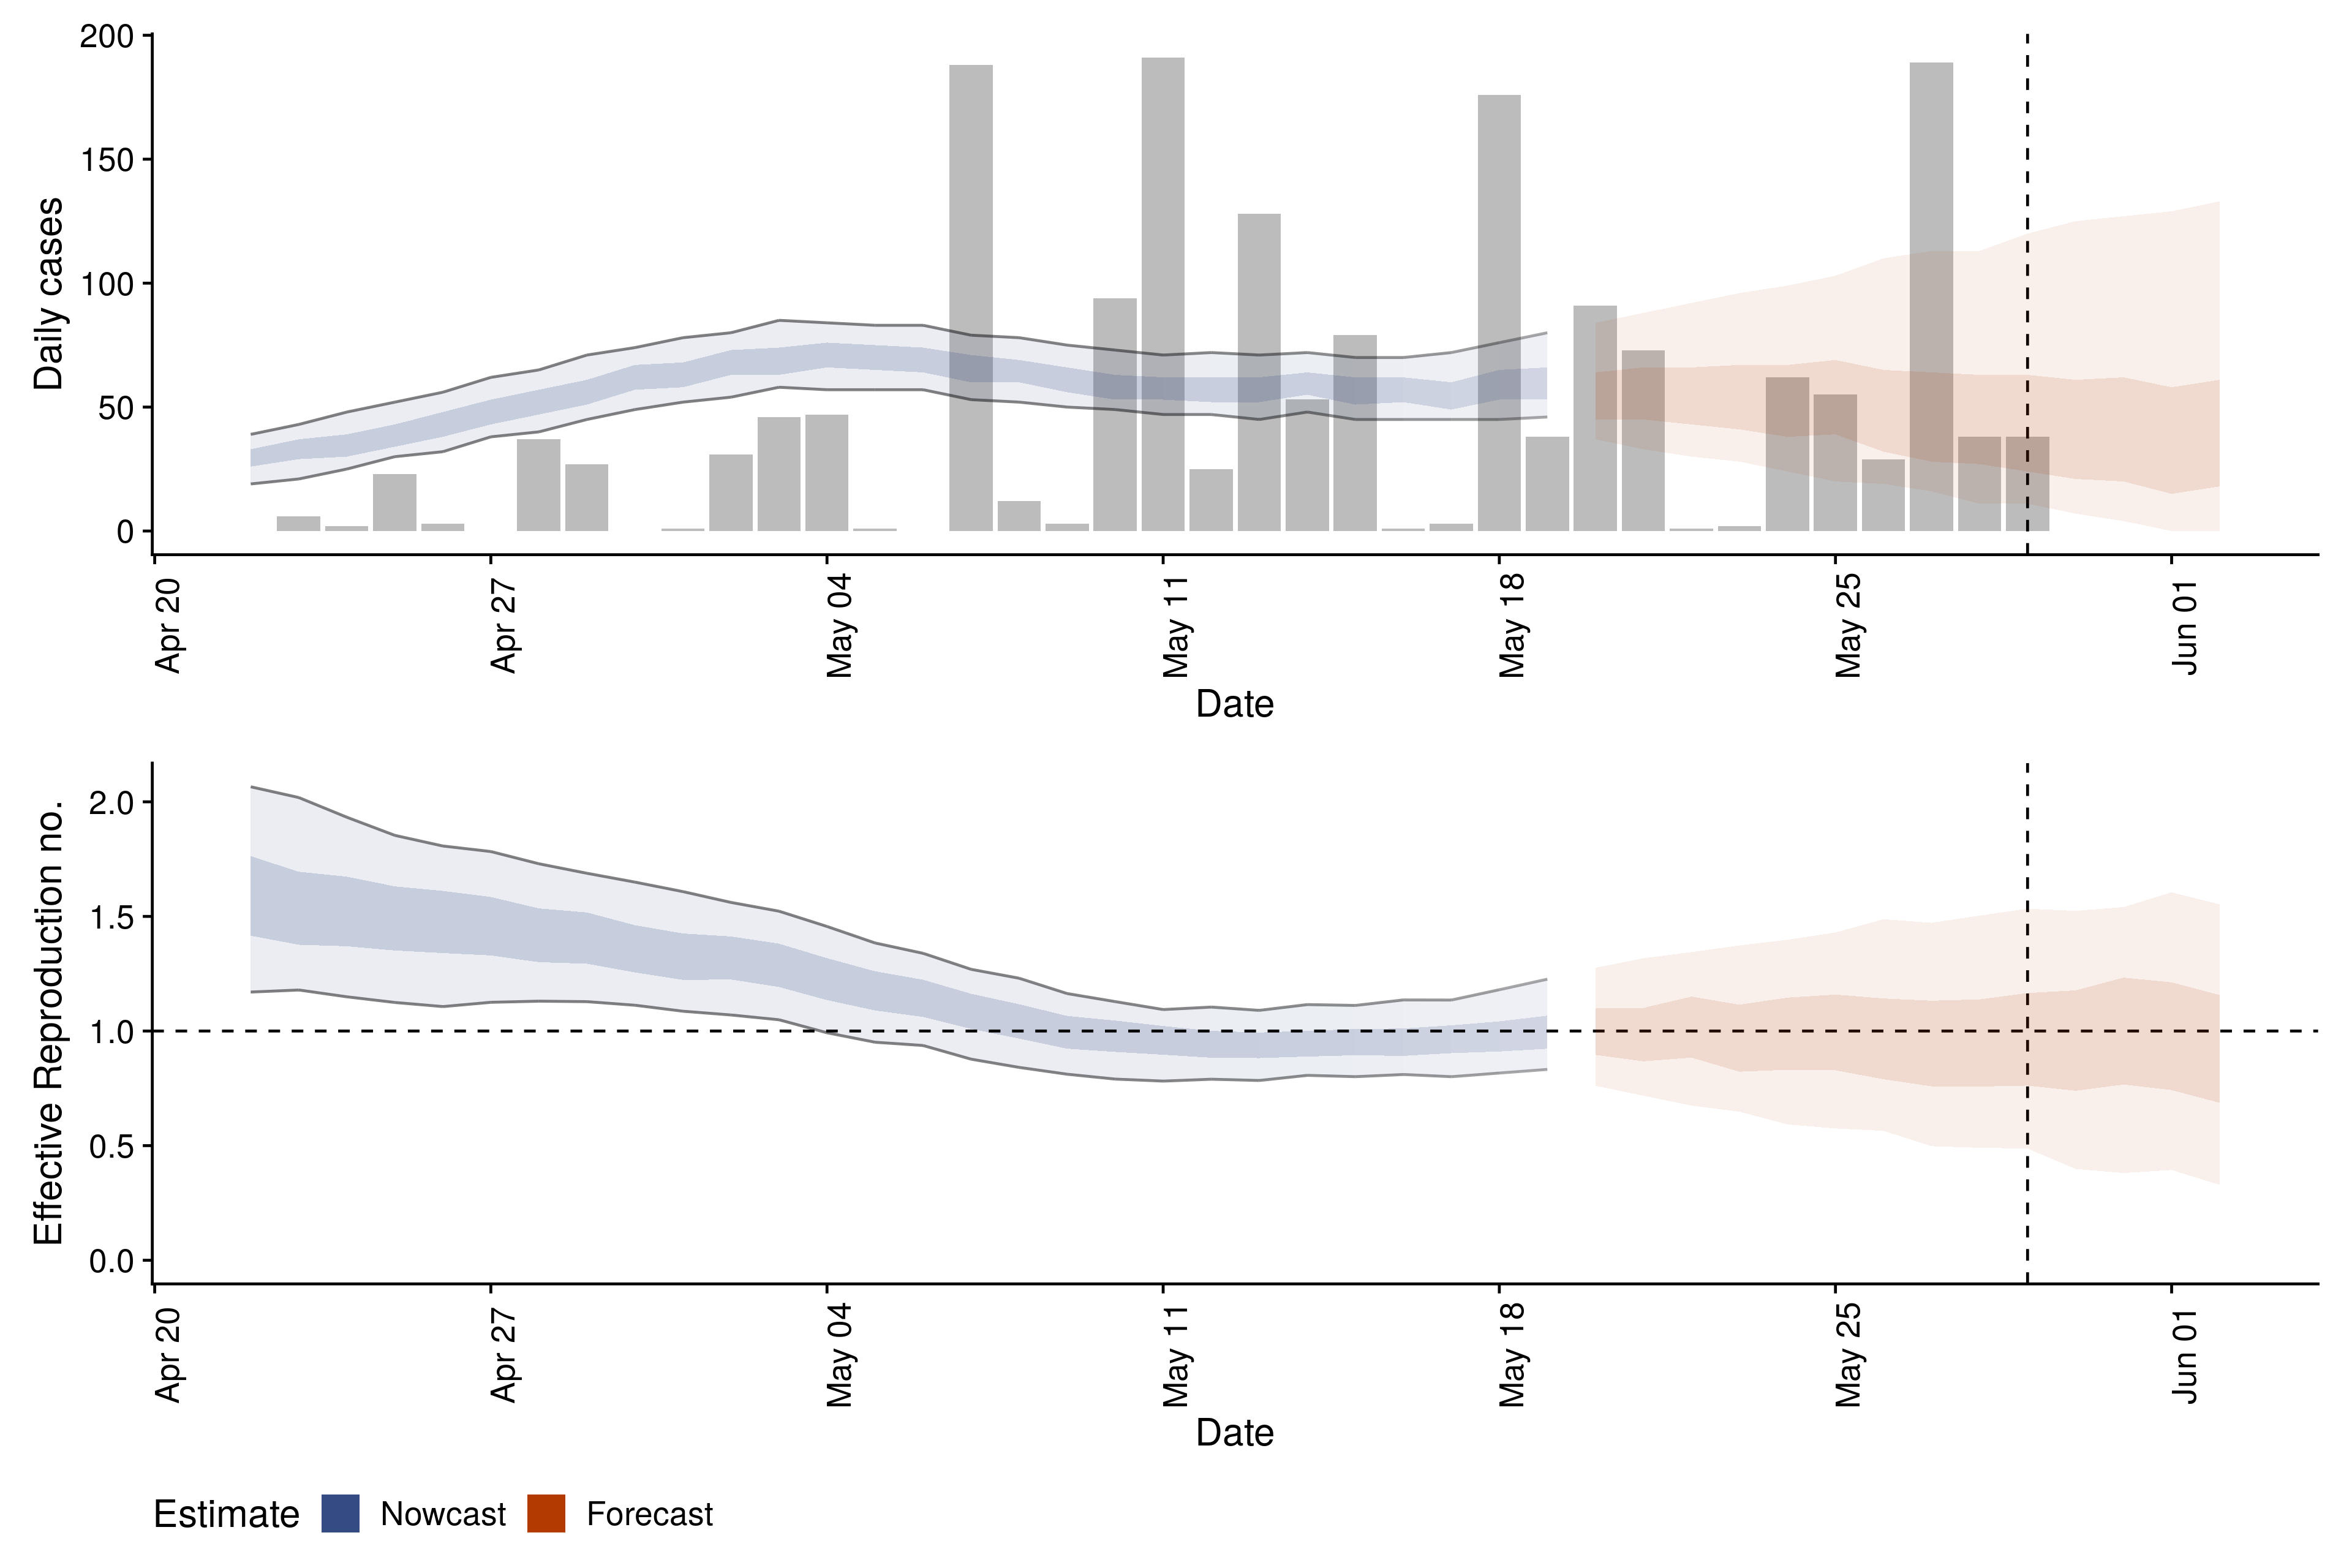 200
150
100
50
0
Daily cases
Apr 20
Apr 27
May 04
May 11
May 18
May 25
Jun 01
Date
2.0
1.5
1.0
0.5
0.0
Effective Reproduction no.
Apr 20
Apr 27
May 04
May 11
May 18
May 25
Jun 01
Date
Estimate Nowcast Forecast